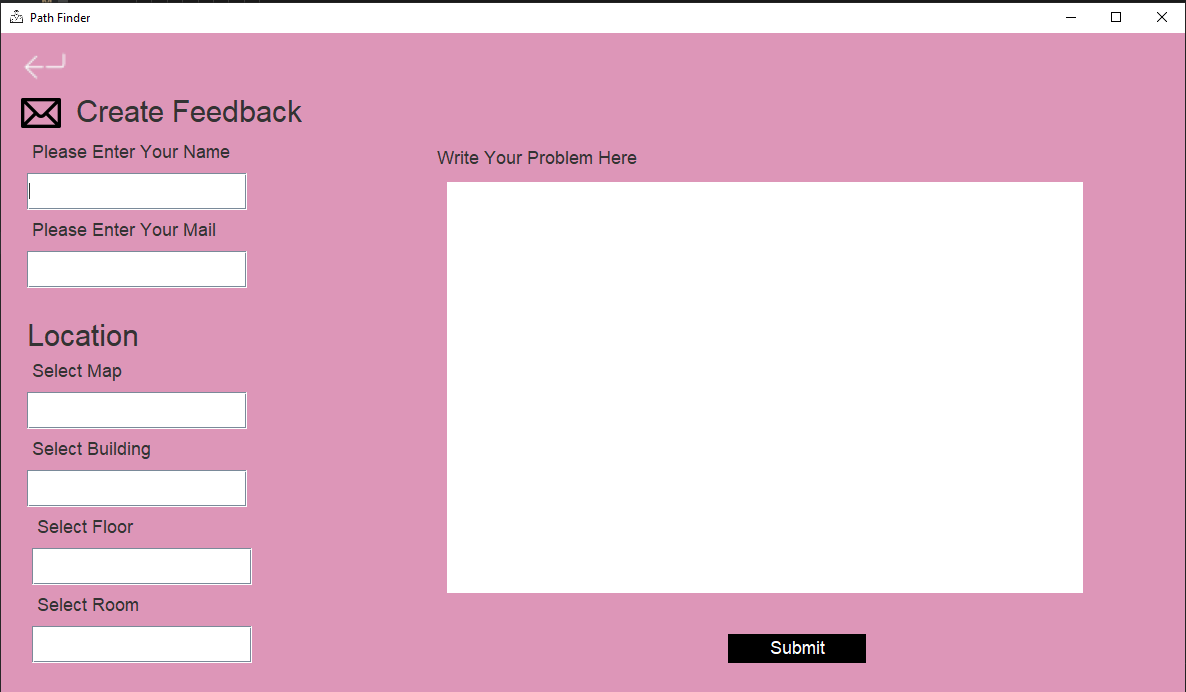 Path Finder
Create Feedback
Please Enter Your Name
Please Enter Your Mail
Location
Select Map
Select Building
Select Floor
Select Room
Write Your Problem Here
Submit